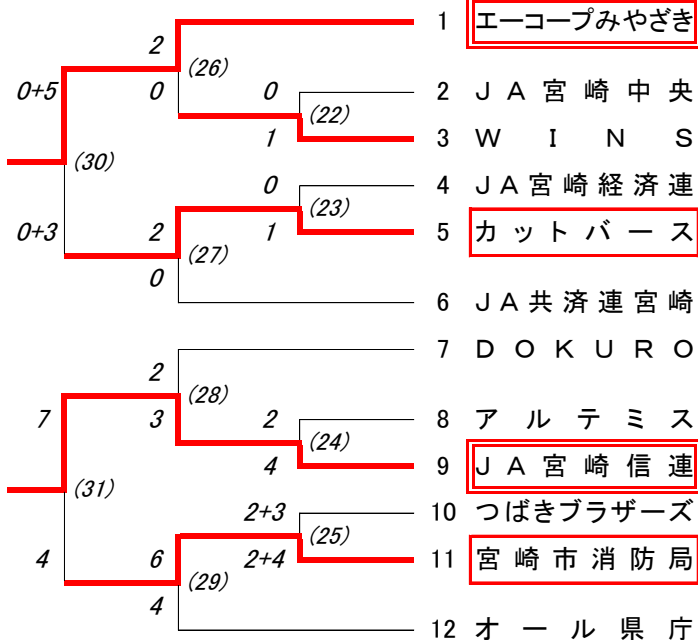 1 エーコープみやざき
2
(26)
0+5
0
0
2 JA宮崎中央
(22)
1
3 WINS
(30)
0
4 JA宮崎経済連
(23)
0+3
2
1
5 カットバース
(27)
0
6 JA共済連宮崎
7 DOKURO
2
(28)
7
3
2
8 アルテミス
(24)
4
9 JA宮崎信連
(31)
2+3
10 つばきブラザーズ
(25)
4
6
2+4
11 宮崎市消防局
(29)
4
12 オール県庁